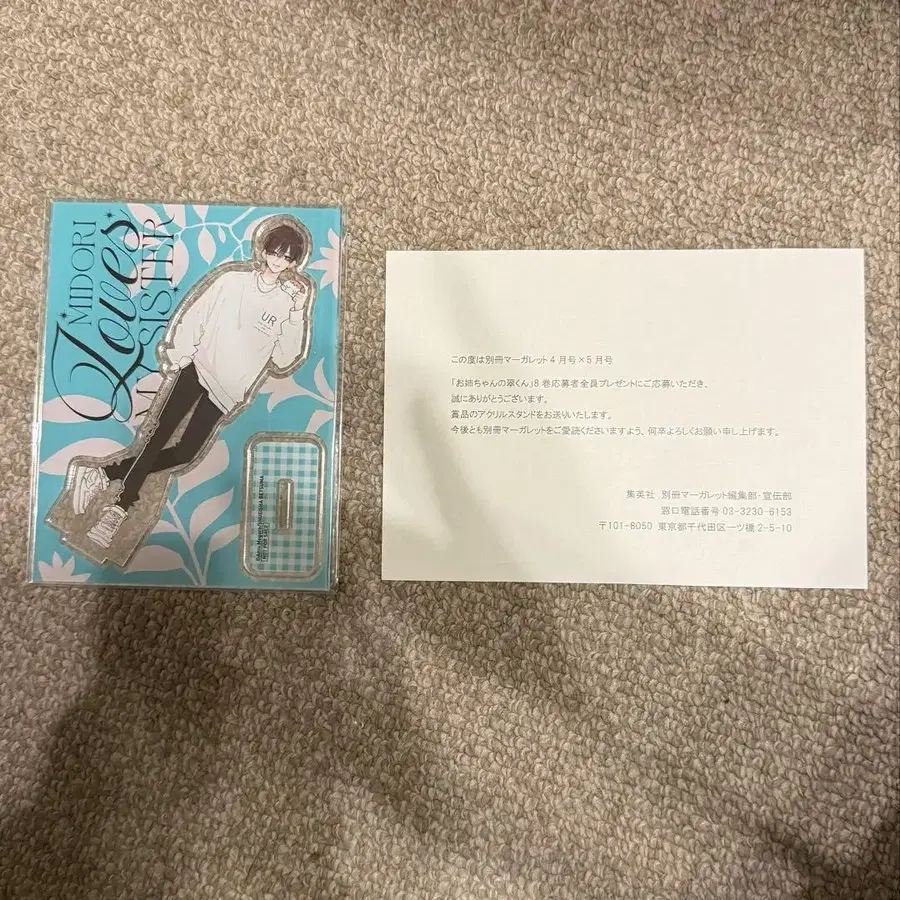 MIDORI
Loves
MY SISTER
UR
この度は別冊マーガレット4月号×5月号
「お姉ちゃんの翠くん」8巻応募者全員プレゼントにご応募いただき、
誠にありがとうございます。
賞品のアクリルスタンドをお送りいたします。
今後とも別冊マーガレットをご愛読くださいますよう、何卒よろしくお願い申し上げます。
集英社 別冊マーガレット編集部・宣伝部
窓口電話番号 03-3230-6153
〒101-8050 東京都千代田区一ツ橋2-5-10